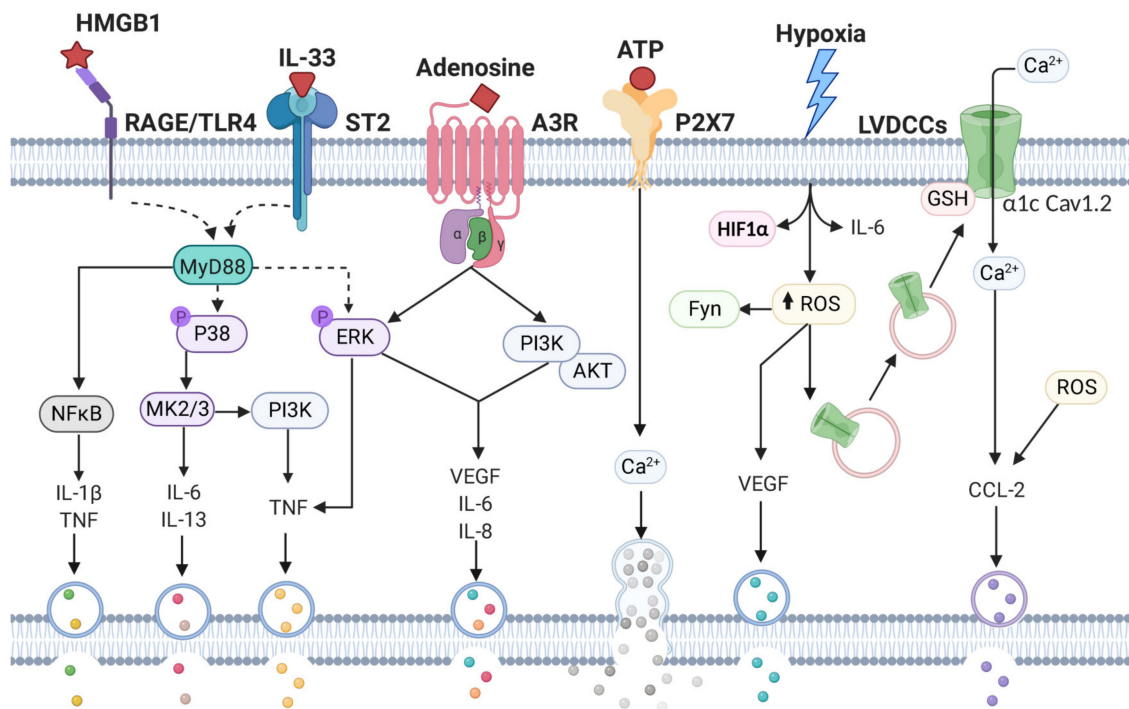 HMGB1
IL-33
Adenosine
ATP
Hypoxia
Ca²⁺
RAGE/TLR4
ST2
A3R
P2X7
LVDCCs
GSH
α1c Cav1.2
α
β
γ
HIF1α
IL-6
MyD88
Ca²⁺
P
P38
P
ERK
PI3K
AKT
Fyn
ROS
NFκB
MK2/3
PI3K
ROS
IL-1β
TNF
IL-6
IL-13
TNF
VEGF
IL-6
IL-8
Ca²⁺
VEGF
CCL-2